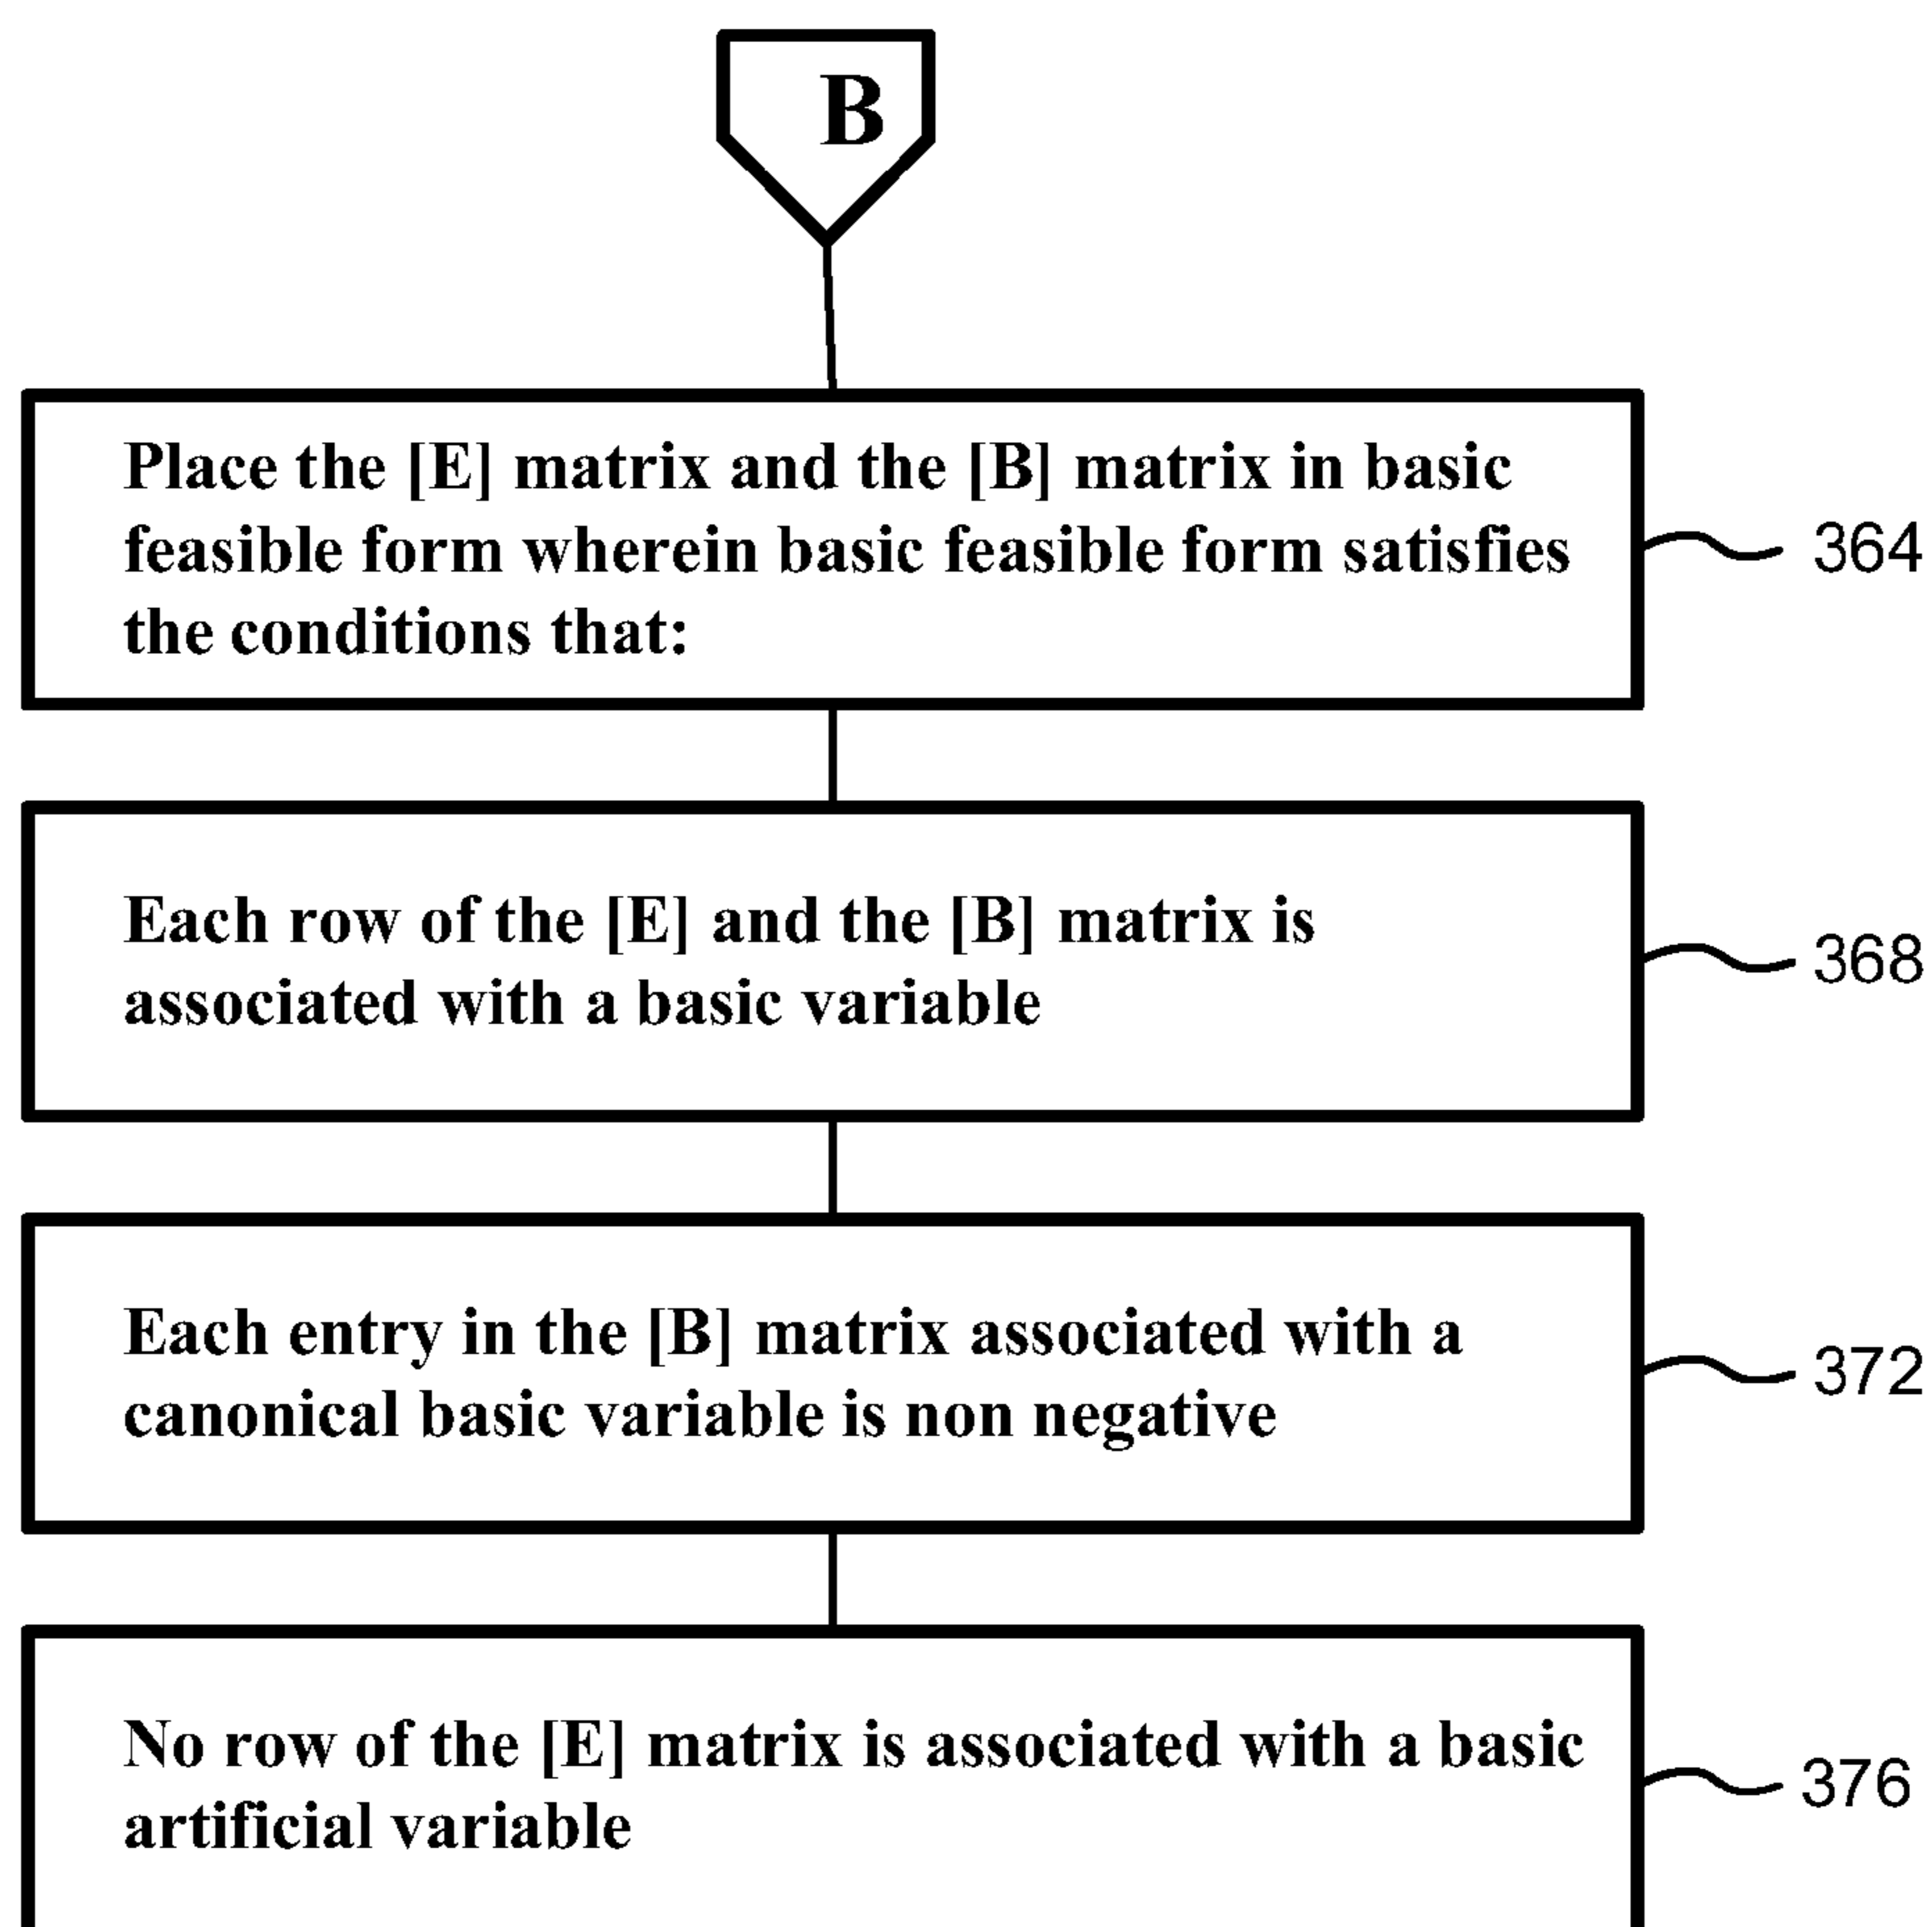 B
Place the [E] matrix and the [B] matrix in basic
feasible form wherein basic feasible form satisfies
the conditions that:
364
Each row of the [E] and the [B] matrix is
associated with a basic variable
368
Each entry in the [B] matrix associated with a
canonical basic variable is non negative
372
No row of the [E] matrix is associated with a basic
artificial variable
376